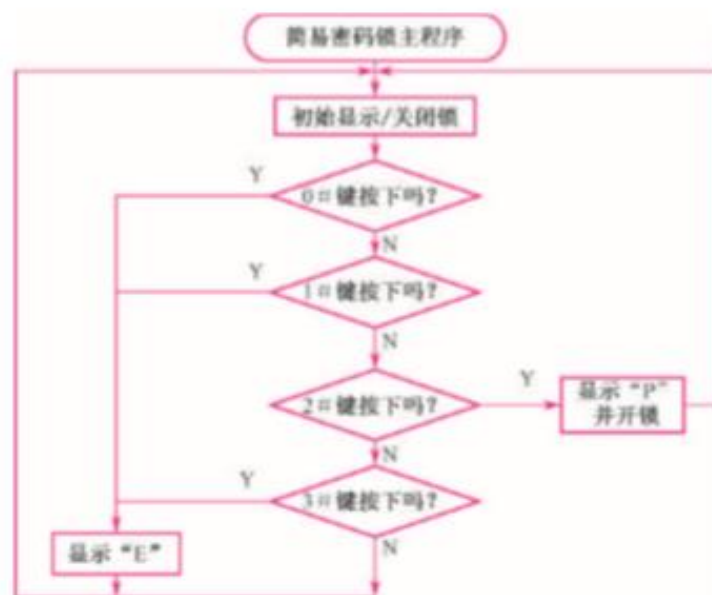 简易密码锁主程序
初始显示/关闭锁
Y
0#键按下吗?
N
Y
1#键按下吗?
N
2#键按下吗?
Y
显示“P”
并开锁
N
Y
3#键按下吗?
显示“E”
N